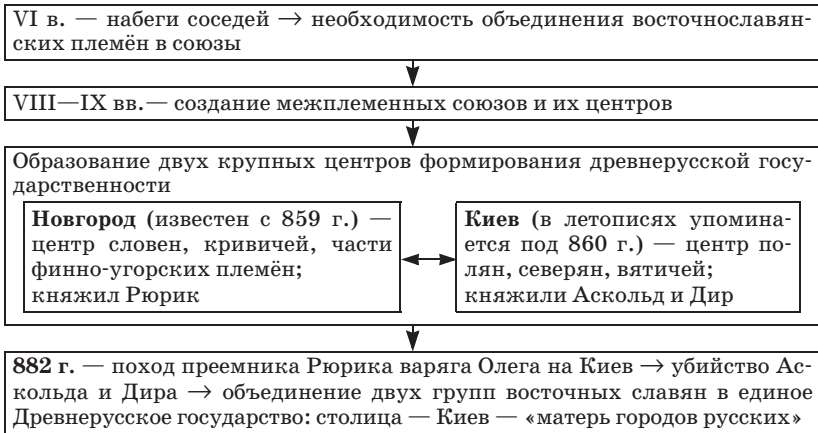 VI в. — набеги соседей → необходимость объединения восточнославян-
ских племён в союзы
VIII—IX вв.— создание межплеменных союзов и их центров
Образование двух крупных центров формирования древнерусской госу-
дарственности
Новгород (известен с 859 г.) —
центр словен, кривичей, части
финно-угорских племён;
княжил Рюрик
Киев (в летописях упомина-
ется под 860 г.) — центр по-
лян, северян, вятичей;
княжили Аскольд и Дир
882 г. — поход преемника Рюрика варяга Олега на Киев → убийство Ас-
кольда и Дира → объединение двух групп восточных славян в единое
Древнерусское государство: столица — Киев — «матерь городов русских»